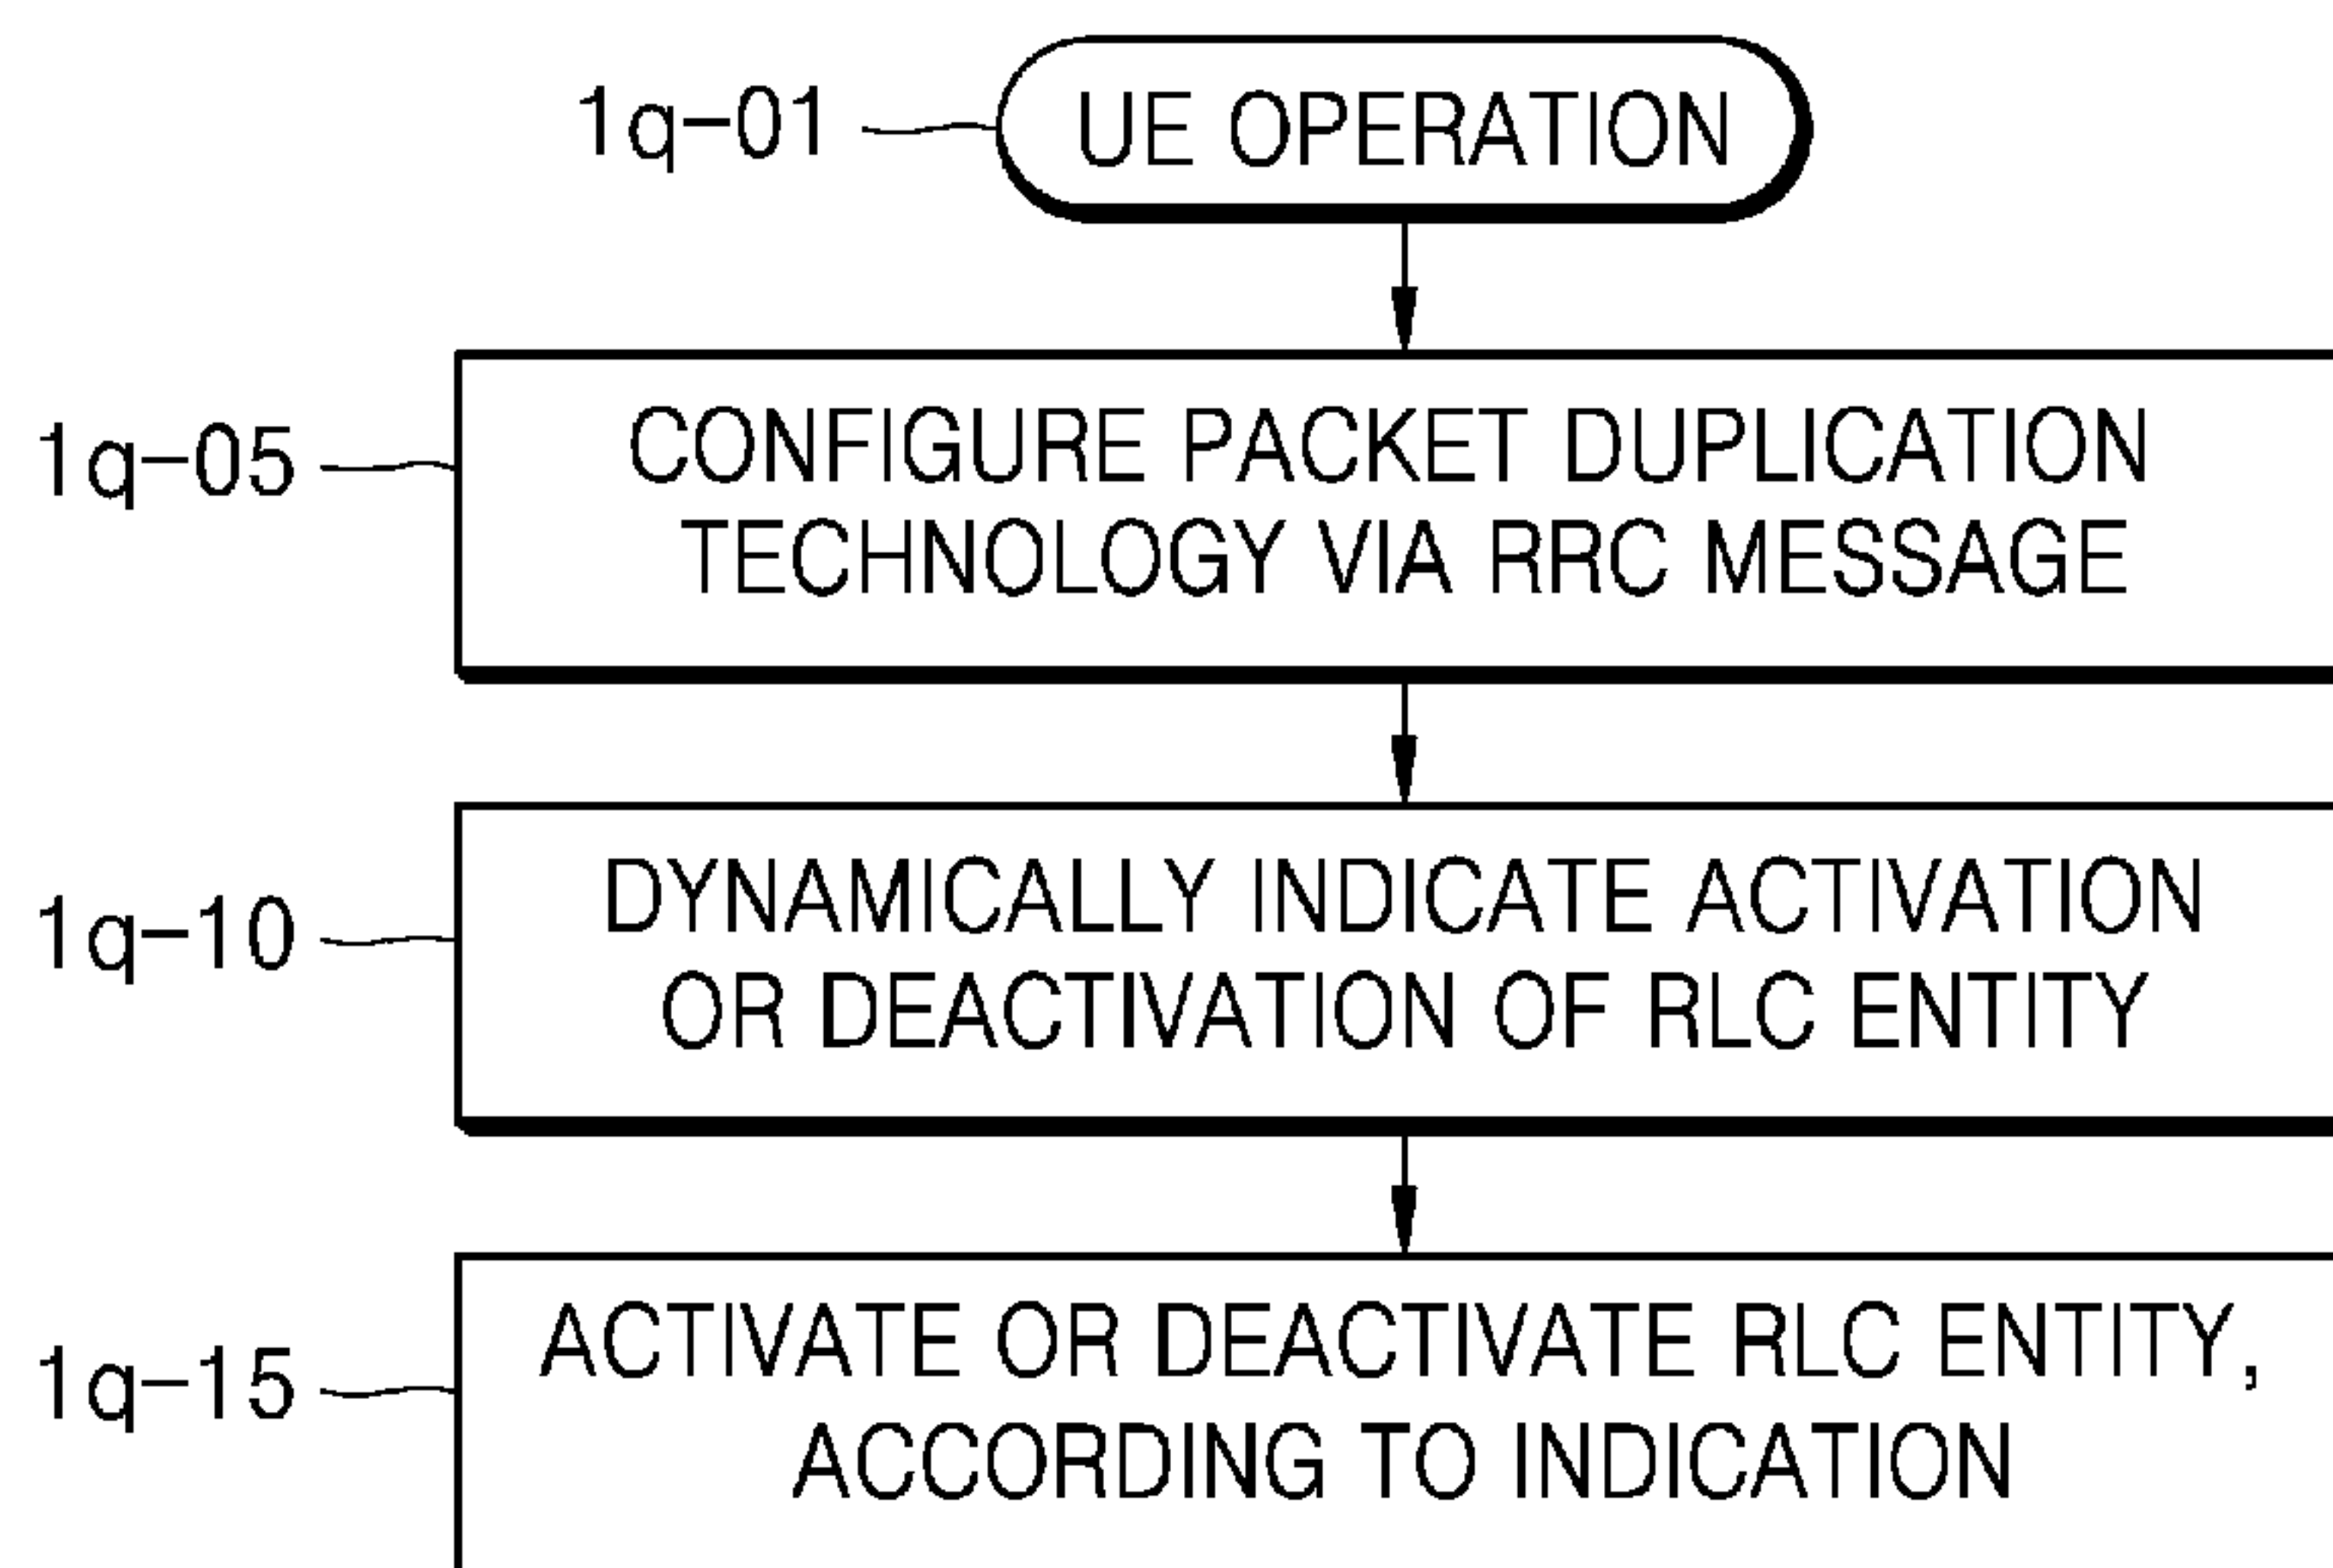 1q-01
UE OPERATION
1q-05
CONFIGURE PACKET DUPLICATION
TECHNOLOGY VIA RRC MESSAGE
1q-10
DYNAMICALLY INDICATE ACTIVATION
OR DEACTIVATION OF RLC ENTITY
1q-15
ACTIVATE OR DEACTIVATE RLC ENTITY,
ACCORDING TO INDICATION